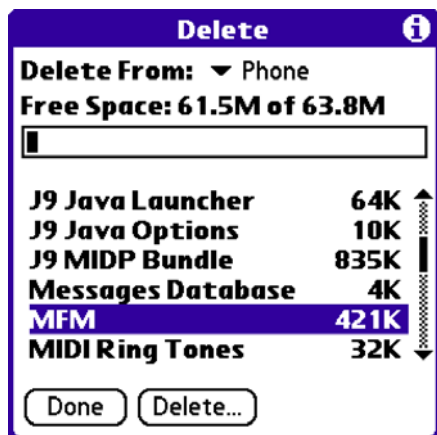 Delete
Delete From: Phone
Free Space: 61.5M of 63.8M
J9 Java Launcher 64K
J9 Java Options 10K
J9 MIDP Bundle 835K
Messages Database 4K
MFM 421K
MIDI Ring Tones 32K
Done Delete...